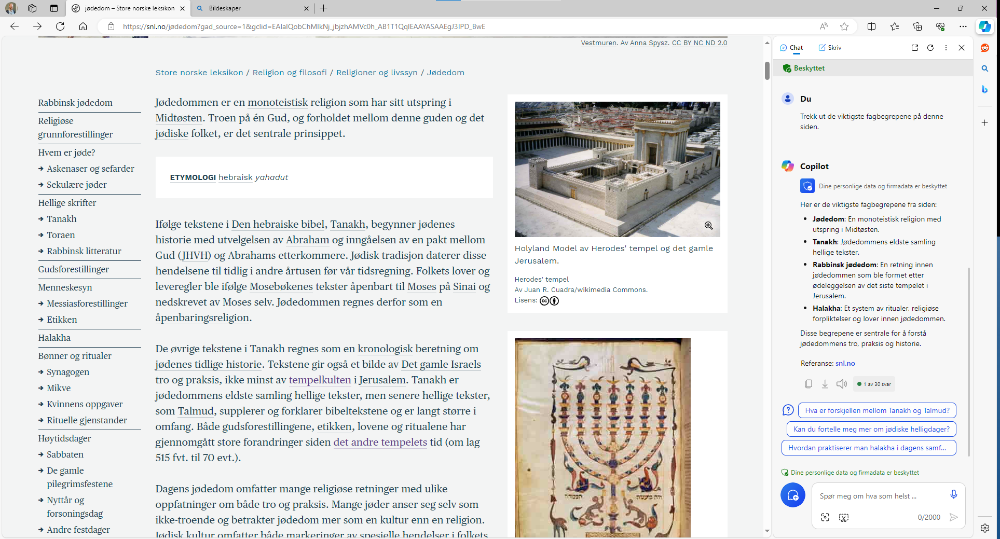 jødedom – Store norske leksikon
Bildeskaper
https://snl.no/jødedom?gad_source=1&gclid=EAIaIQobChMIkNj_jbjzhAMVc0h_AB1T1QqIEAAYASAAEgJ3IPD_BwE
Vestmuren. Av Anna Spysz. CC BY NC ND 2.0
Store norske leksikon / Religion og filosofi / Religioner og livssyn / Jødedom
Rabbinsk jødedom
Religiøse
grunnforestillinger
Hvem er jøde?
Askenaser og sefarder
Sekulære jøder
Hellige skrifter
Tanakh
Toraen
Rabbinsk litteratur
Gudsforestillinger
Menneskesyn
Messiasforestillinger
Etikken
Halakha
Bønner og ritualer
Synagogen
Mikve
Kvinnens oppgaver
Rituelle gjenstander
Høytidsdager
Sabbaten
De gamle
pilegrimsfestene
Nyttår og
forsoningsdag
Andre festdager
Jødedommen er en monoteistisk religion som har sitt utspring i
Midtøsten. Troen på én Gud, og forholdet mellom denne guden og det
jødiske folket, er det sentrale prinsippet.
ETYMOLOGI hebraisk yahadut
Ifølge tekstene i Den hebraiske bibel, Tanakh, begynner jødenes
historie med utvelgelsen av Abraham og inngåelsen av en pakt mellom
Gud (JHVH) og Abrahams etterkommere. Jødisk tradisjon daterer disse
hendelsene til tidlig i andre årtusen før vår tidsregning. Folkets lover og
leveregler ble ifølge Mosebøkenes tekster åpenbart til Moses på Sinai og
nedskrevet av Moses selv. Jødedommen regnes derfor som en
åpenbaringsreligion.
De øvrige tekstene i Tanakh regnes som en kronologisk beretning om
jødenes tidlige historie. Tekstene gir også et bilde av Det gamle Israels
tro og praksis, ikke minst av tempelkulten i Jerusalem. Tanakh er
jødedommens eldste samling hellige tekster, men senere hellige tekster,
som Talmud, supplerer og forklarer bibeltekstene og er langt større i
omfang. Både gudsforestillingene, etikken, lovene og ritualene har
gjennomgått store forandringer siden det andre tempelets tid (om lag
515 fvt. til 70 evt.).
Dagens jødedom omfatter mange religiøse retninger med ulike
oppfatninger om både tro og praksis. Mange jøder anser seg selv som
ikke-troende og betrakter jødedom mer som en kultur enn en religion.
Jødisk kultur omfatter både markeringer av spesielle hendelser i folkets
Holyland Model av Herodes' tempel og det gamle
Jerusalem.
Herodes' tempel
Av Juan R. Cuadra/wikimedia Commons.
Lisens:
Chat
Skriv
Beskyttet
Du
Trekk ut de viktigste fagbegrepene på denne
siden.
Copilot
Dine personlige data og firmadata er beskyttet
Her er de viktigste fagbegrepene fra siden:
• Jødedom: En monoteistisk religion med
utspring i Midtøsten.
• Tanakh: Jødedommens eldste samling
hellige tekster.
• Rabbinsk jødedom: En retning innen
jødedommen som ble formet etter
ødeleggelsen av det siste tempelet i
Jerusalem.
• Halakha: Et system av ritualer, religiøse
forpliktelser og lover innen jødedommen.
Disse begrepene er sentrale for å forstå
jødedommens tro, praksis og historie.
Referanse: snl.no
1 av 30 svar
Hva er forskjellen mellom Tanakh og Talmud?
Kan du fortelle meg mer om jødiske helligdager?
Hvordan praktiserer man halakha i dagens samf...
Dine personlige data og firmadata er beskyttet
Spør meg om hva som helst ...
0/2000